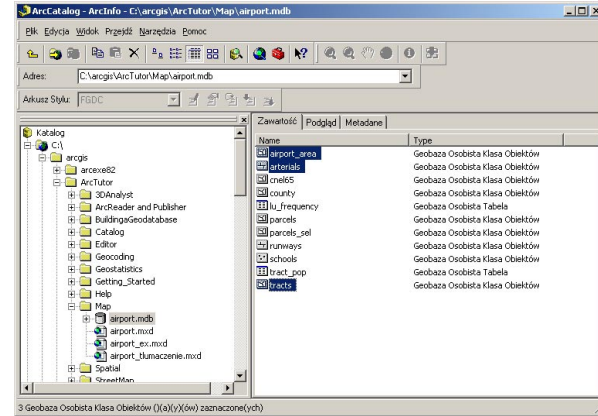 ArcCatalog - ArcInfo - C:\arcgis\ArcTutor\Map\airport.mdb
Plik Edycja Widok Przejdź Narzędzia Pomoc
Adres: C:\arcgis\ArcTutor\Map\airport.mdb
Arkusz Stylu: FGDC
Katalog
C:\
arcgis
arcexe82
ArcTutor
3DAnalyst
ArcReader and Publisher
BuildingaGeodatabase
Catalog
Editor
Geocoding
Geostatistics
Getting_Started
Help
Map
airport.mdb
airport.mxd
airport_ex.mxd
airport_tlumaczenie.mxd
Spatial
StreetMap
Zawartość Podgląd Metadane
Name Type
airport_area Geobaza Osobista Klasa Obiektów
arterials Geobaza Osobista Klasa Obiektów
cnel65 Geobaza Osobista Klasa Obiektów
county Geobaza Osobista Klasa Obiektów
lu_frequency Geobaza Osobista Tabela
parcels Geobaza Osobista Klasa Obiektów
parcels_sel Geobaza Osobista Klasa Obiektów
runways Geobaza Osobista Klasa Obiektów
schools Geobaza Osobista Klasa Obiektów
tract_pop Geobaza Osobista Tabela
tracts Geobaza Osobista Klasa Obiektów
3 Geobaza Osobista Klasa Obiektów ()(a)(y)(ów) zaznaczone(ych)